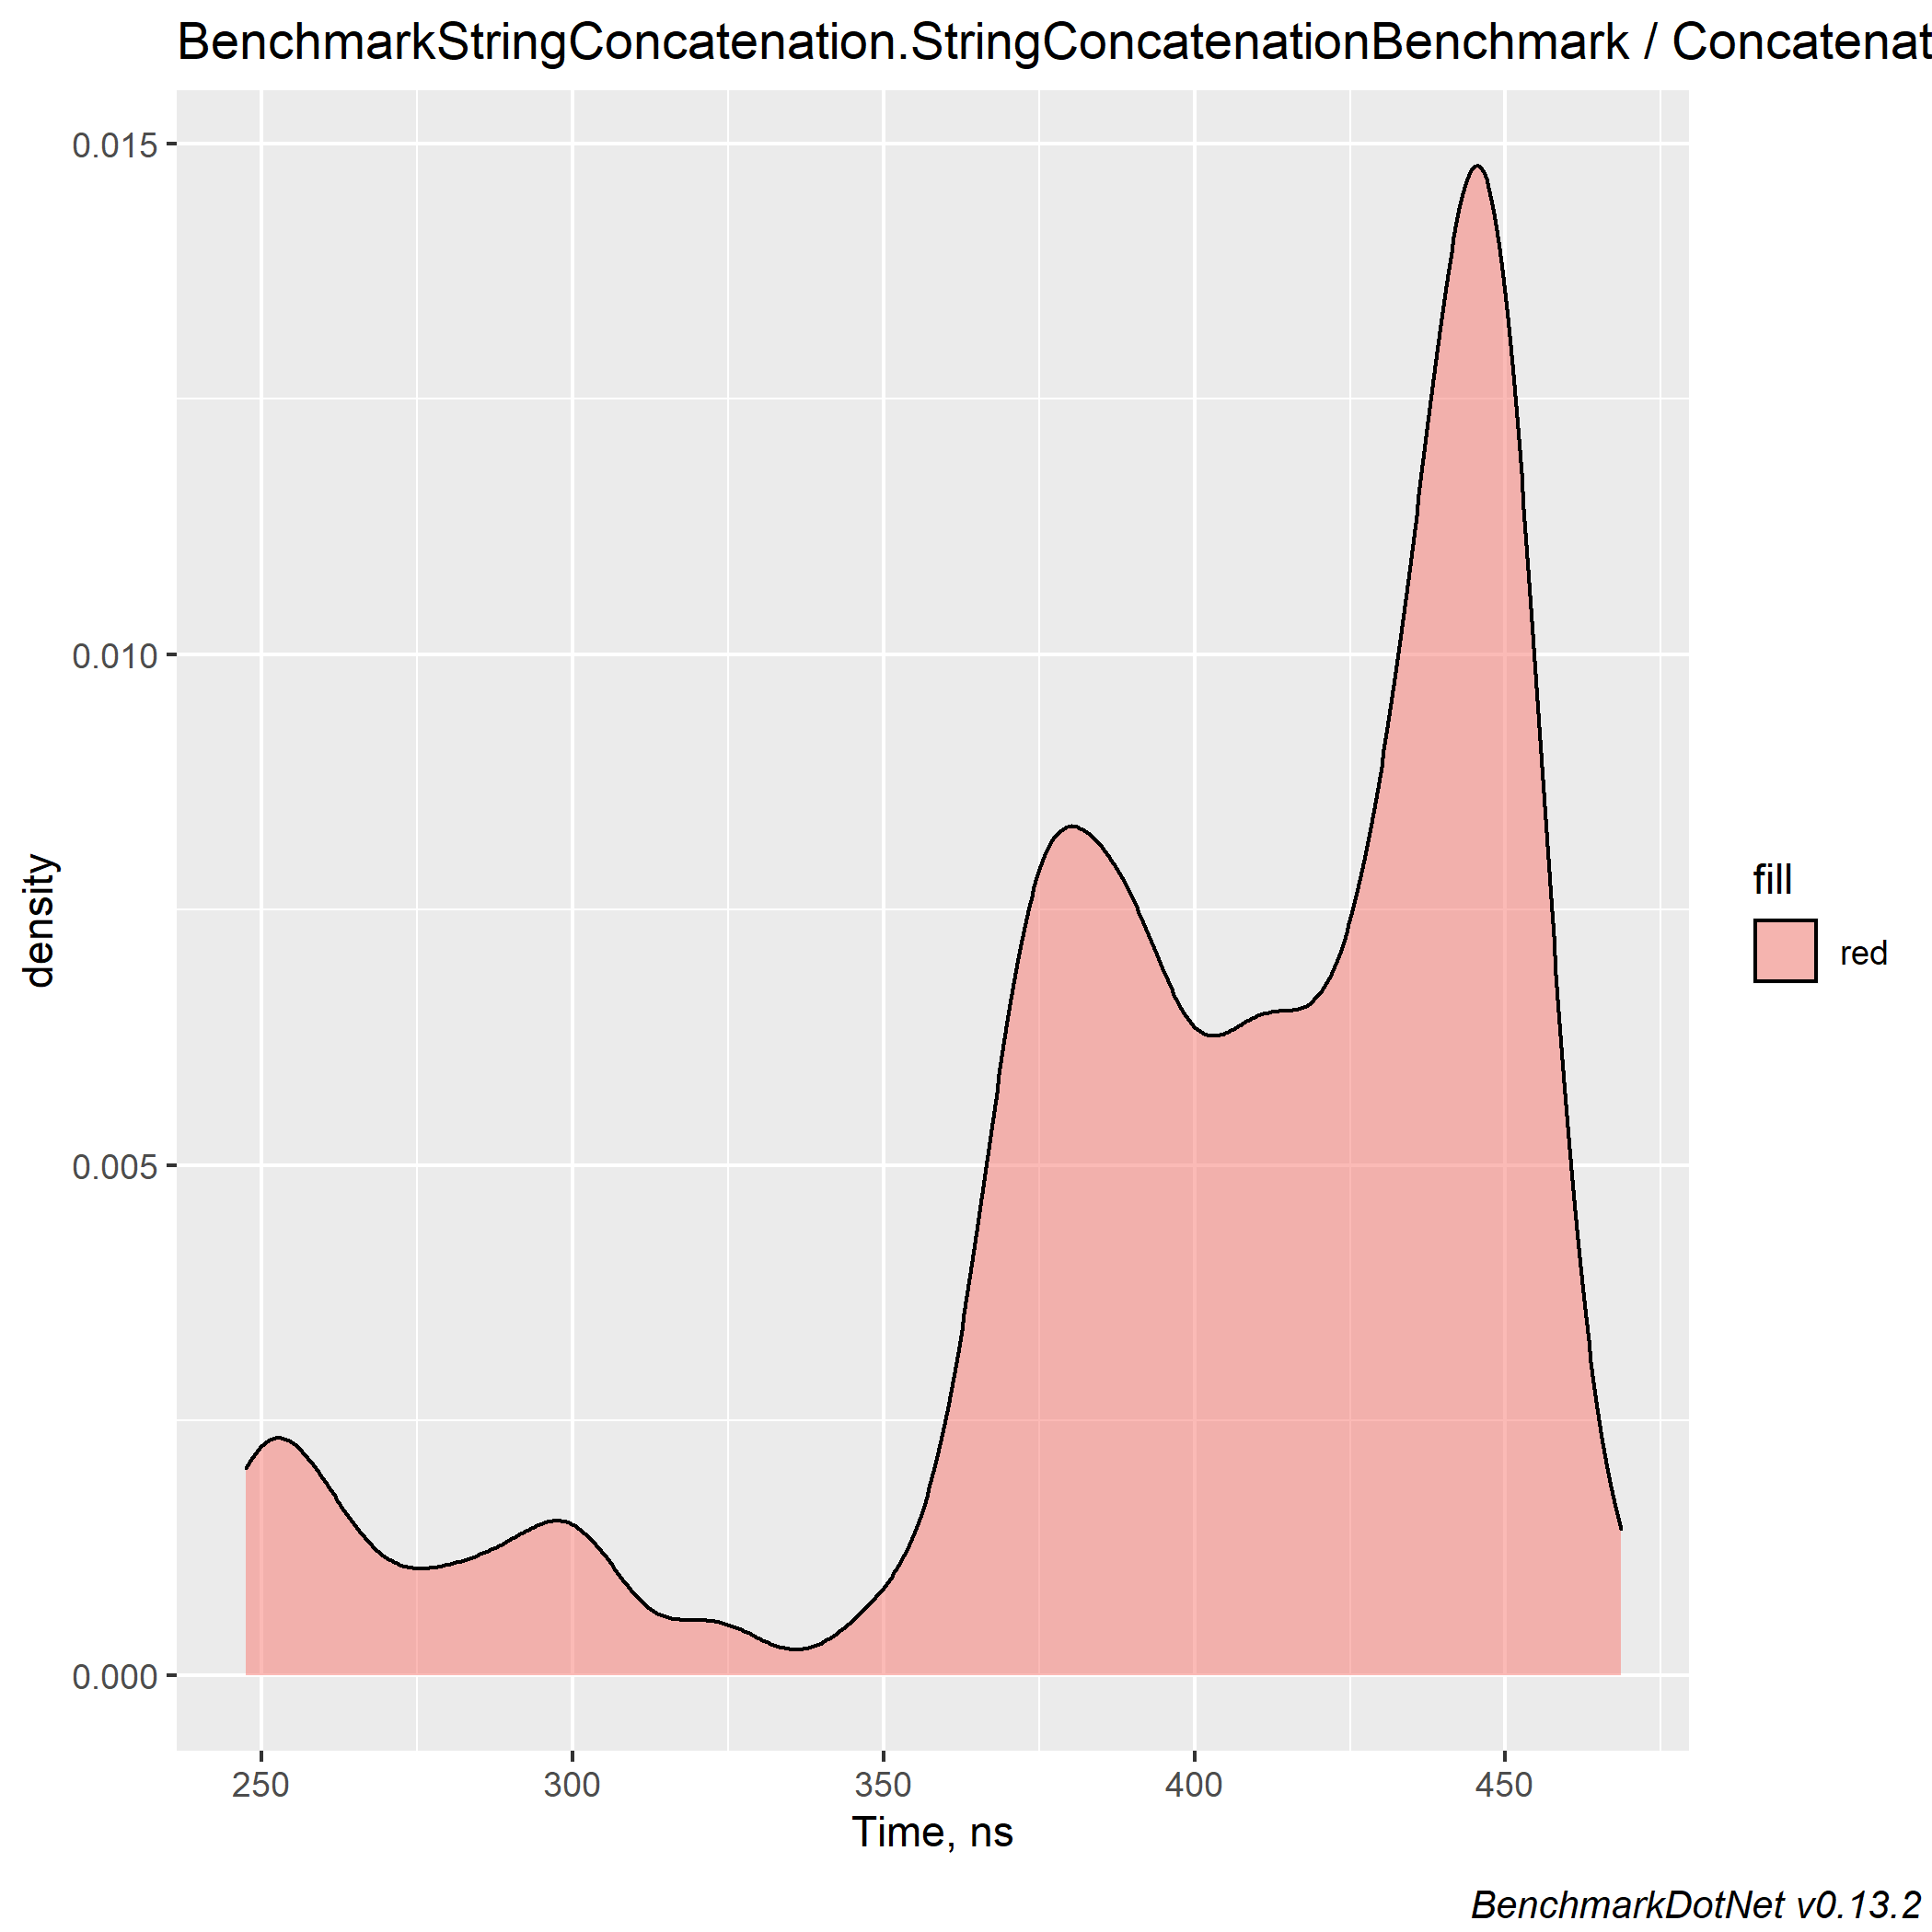 BenchmarkStringConcatenation.StringConcatenationBenchmark / Concatenat
0.015
0.010
0.005
0.000
density
250 300 350 400 450
Time, ns
fill
red
BenchmarkDotNet v0.13.2